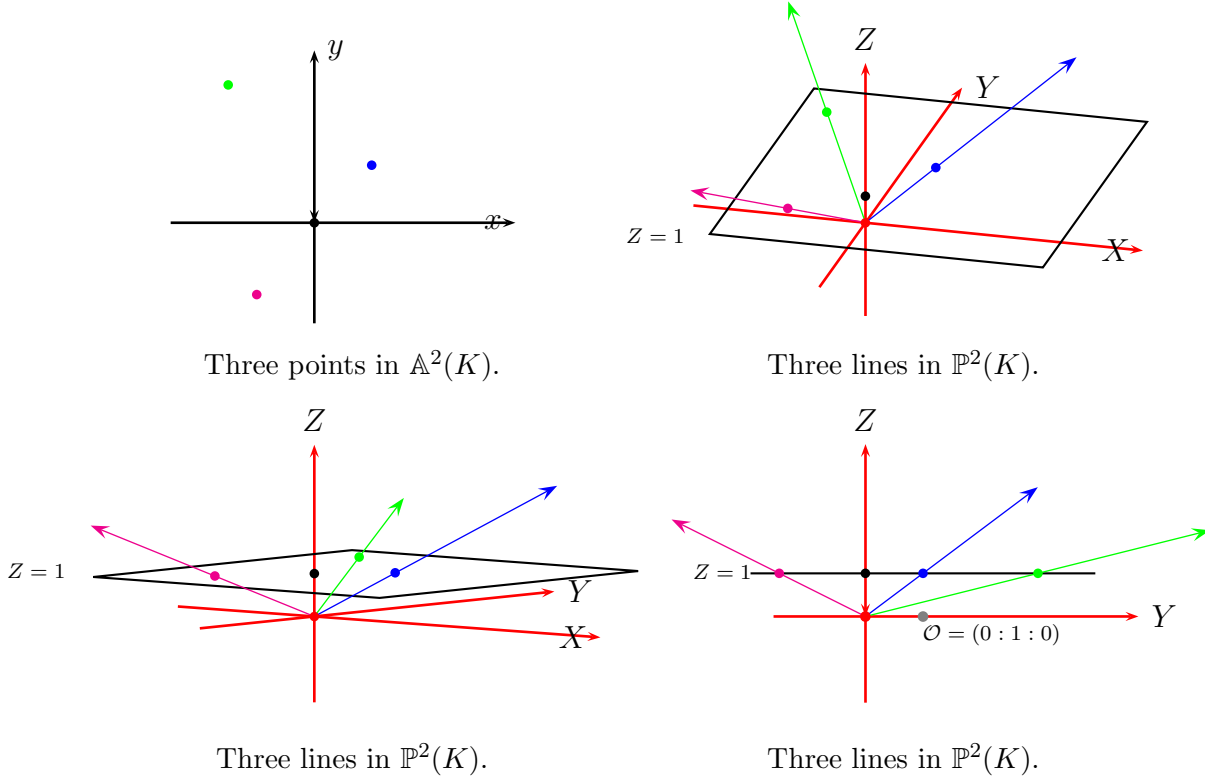 y
x
Three points in 𝔸²(K).
Z
Y
Z = 1
X
Three lines in ℙ²(K).
Z
Z = 1
Y
X
Three lines in ℙ²(K).
Z
Z = 1
Y
𝒪 = (0 : 1 : 0)
Three lines in ℙ²(K).